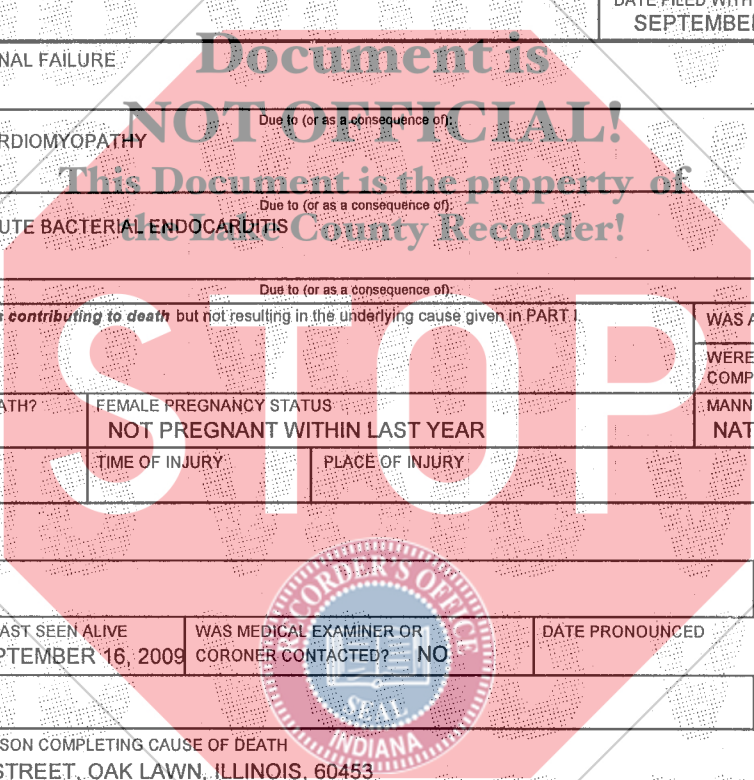 DATE FILED WITH
SEPTEMBER
NAL FAILURE
Document is
NOT OFFICIAL!
Due to (or as a consequence of):
RDIOMYOPATHY
This Document is the property of
the Lake County Recorder!
Due to (or as a consequence of):
UTE BACTERIAL ENDOCARDITIS
Due to (or as a consequence of):
contributing to death but not resulting in the underlying cause given in PART I.
WAS A
WERE
COMP
STOP
ATH?
FEMALE PREGNANCY STATUS
NOT PREGNANT WITHIN LAST YEAR
MANN
NAT
TIME OF INJURY
PLACE OF INJURY
RECORDER'S OFFICE
SEAL
INDIANA
AST SEEN ALIVE
PTEMBER 16, 2009
WAS MEDICAL EXAMINER OR
CORONER CONTACTED? NO
DATE PRONOUNCED
SON COMPLETING CAUSE OF DEATH
STREET, OAK LAWN, ILLINOIS, 60453